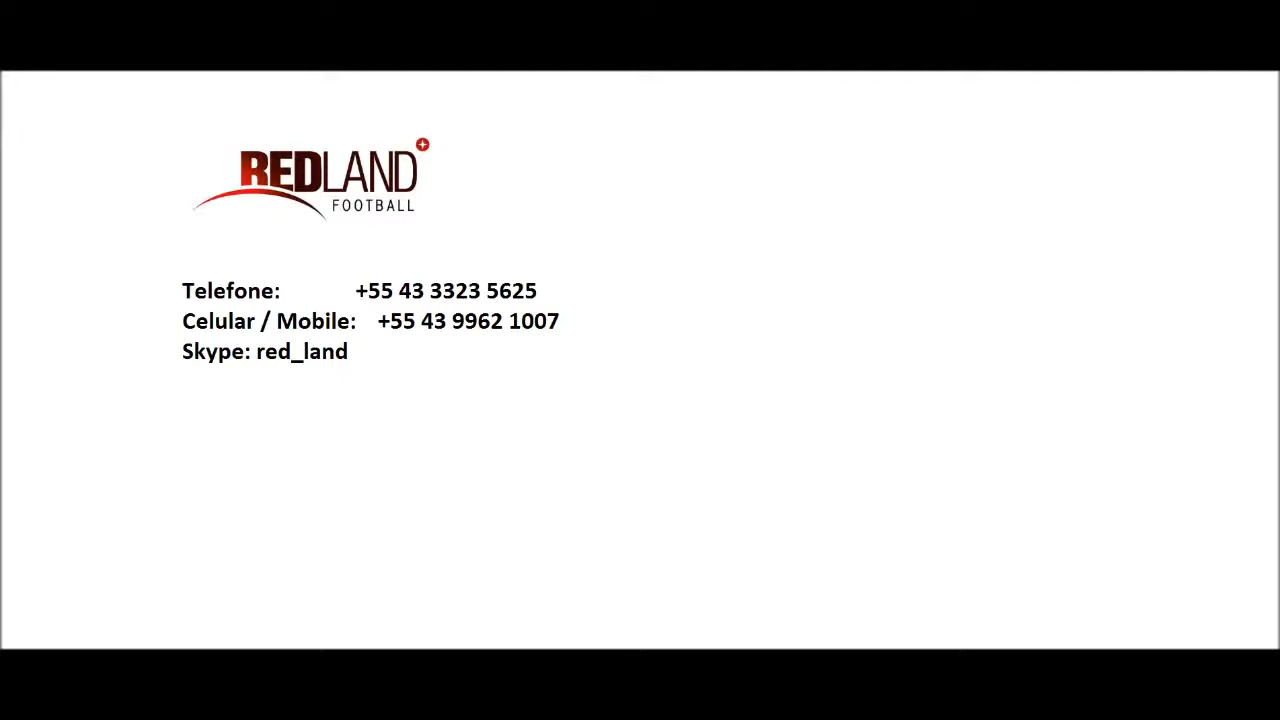 REDLAND
FOOTBALL
Telefone: +55 43 3323 5625
Celular / Mobile: +55 43 9962 1007
Skype: red_land